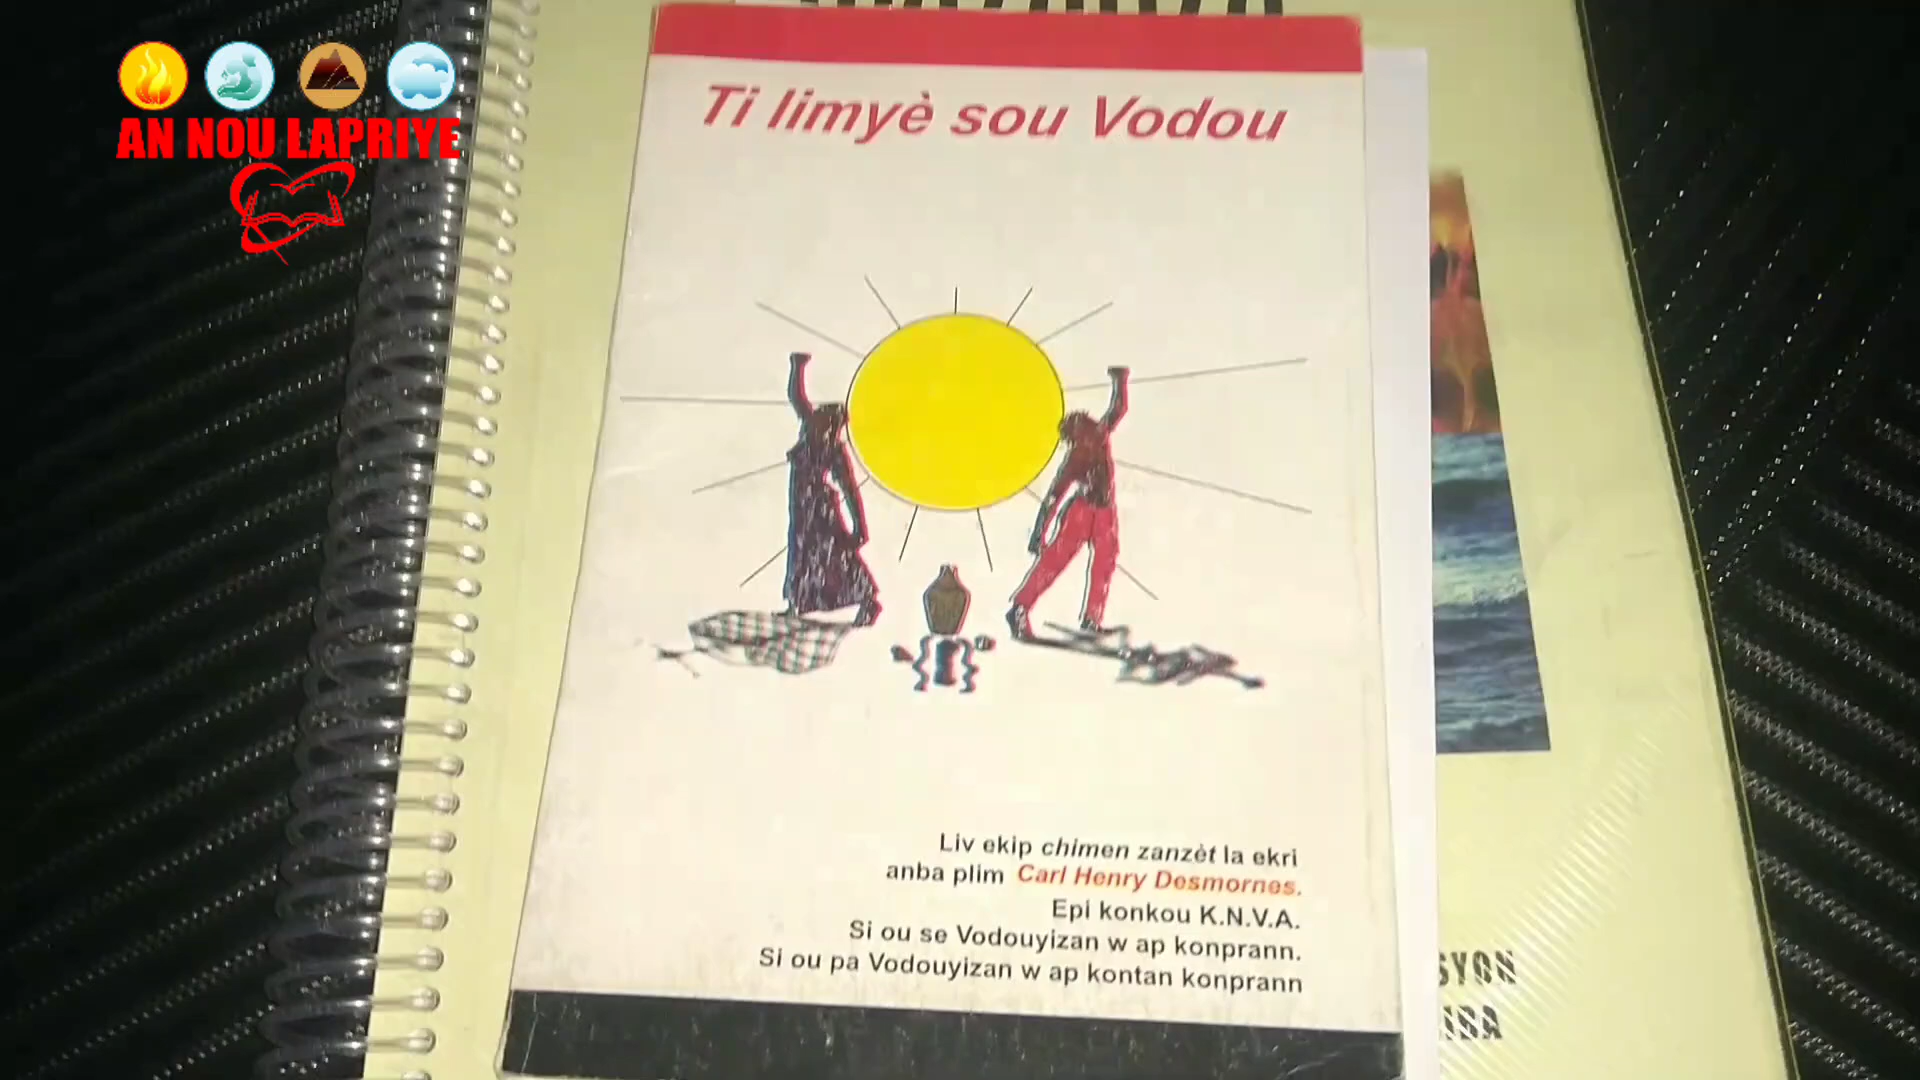 AN NOU LAPRIYE
Ti limyè sou Vodou
Liv ekip chimen zanzèt la ekri
anba plim Carl Henry Desmornes.
Epi konkou K.N.V.A.
Si ou se Vodouyizan w ap konprann.
Si ou pa Vodouyizan w ap kontan konprann